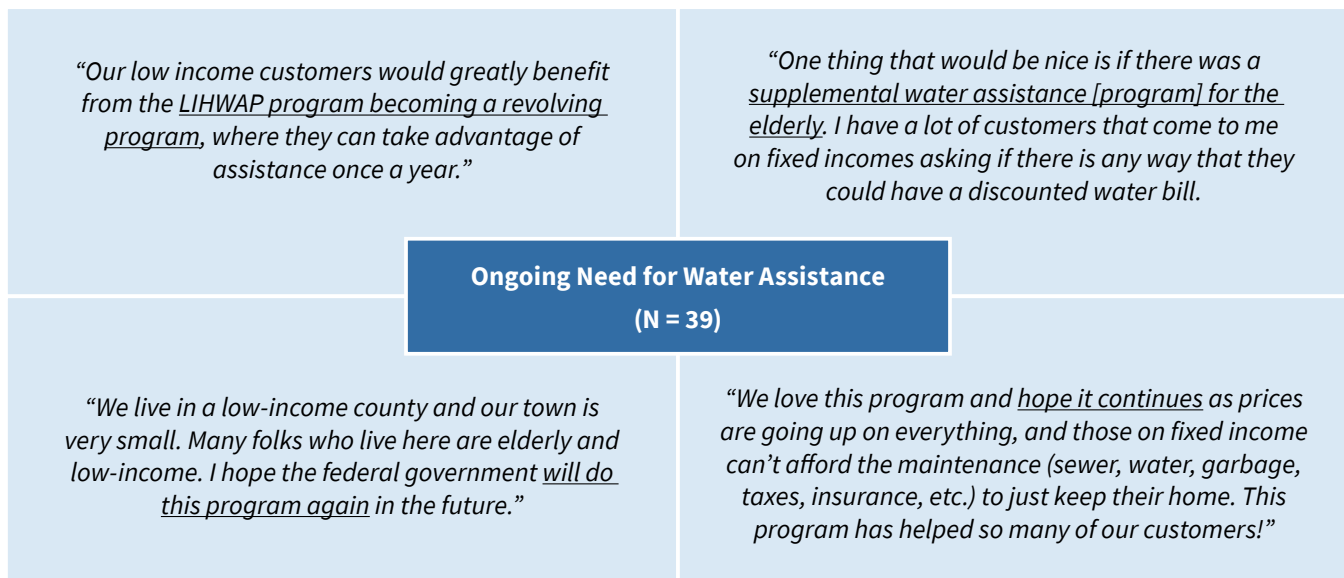 “Our low income customers would greatly benefit
from the LIHWAP program becoming a revolving
program, where they can take advantage of
assistance once a year.”
“One thing that would be nice is if there was a
supplemental water assistance [program] for the
elderly. I have a lot of customers that come to me
on fixed incomes asking if there is any way that they
could have a discounted water bill.
Ongoing Need for Water Assistance
(N = 39)
“We live in a low-income county and our town is
very small. Many folks who live here are elderly and
low-income. I hope the federal government will do
this program again in the future.”
“We love this program and hope it continues as prices
are going up on everything, and those on fixed income
can’t afford the maintenance (sewer, water, garbage,
taxes, insurance, etc.) to just keep their home. This
program has helped so many of our customers!”